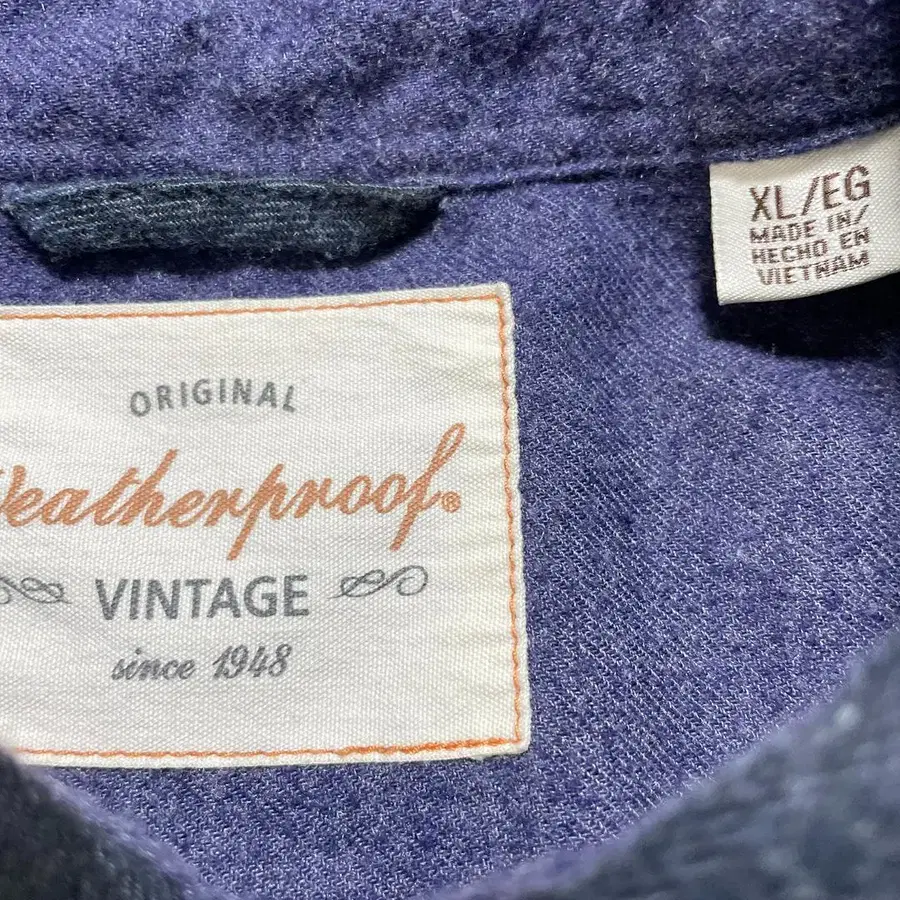 XL/EG
MADE IN/
HECHO EN
VIETNAM
ORIGINAL
Weatherproof®
VINTAGE
since 1948